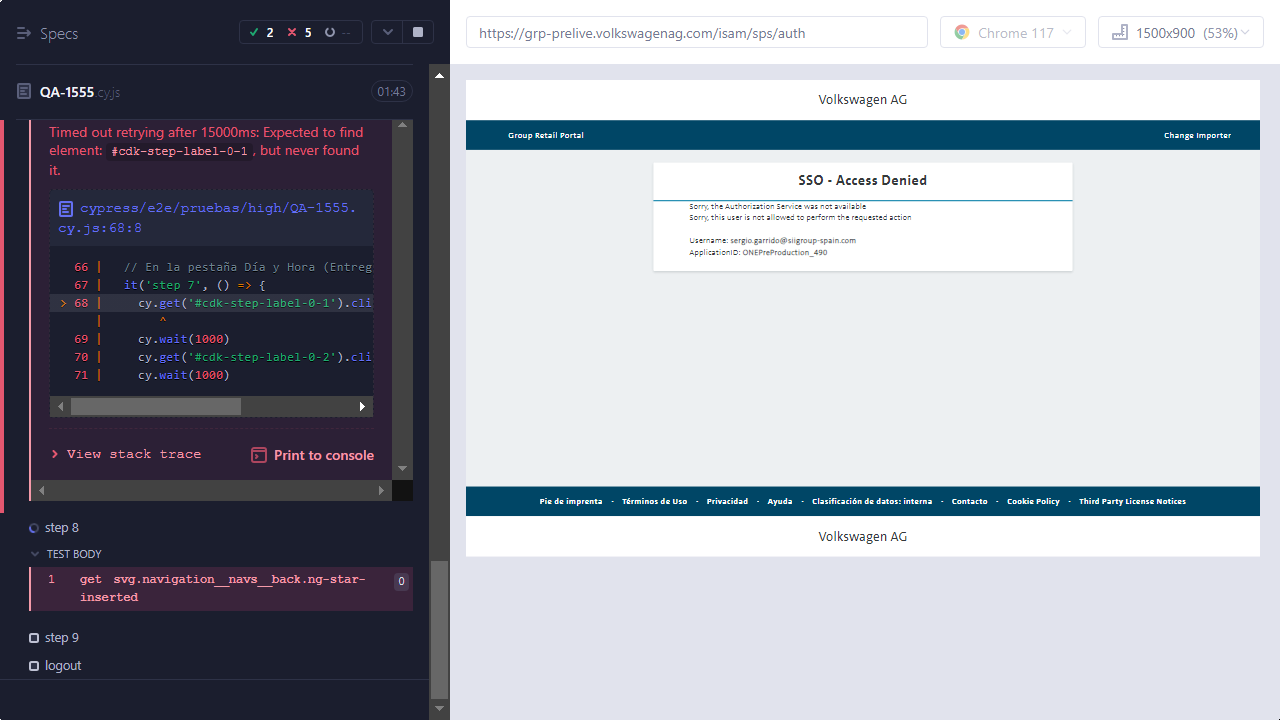 Specs
2
5
--
QA-1555.cy.js
01:43
Timed out retrying after 15000ms: Expected to find
element: #cdk-step-label-0-1, but never found
it.
cypress/e2e/pruebas/high/QA-1555.
cy.js:68:8
66 | // En la pestaña Día y Hora (Entreg
67 | it('step 7', () => {
> 68 | cy.get('#cdk-step-label-0-1').cli
| ^
69 | cy.wait(1000)
70 | cy.get('#cdk-step-label-0-2').cli
71 | cy.wait(1000)
> View stack trace
Print to console
step 8
TEST BODY
1 get svg.navigation__navs__back.ng-star-
inserted
0
step 9
logout
https://grp-prelive.volkswagenag.com/isam/sps/auth
Chrome 117
1500x900 (53%)
Volkswagen AG
Group Retail Portal
Change Importer
SSO - Access Denied
Sorry, the Authorization Service was not available
Sorry, this user is not allowed to perform the requested action
Username: sergio.garrido@siigroup-spain.com
ApplicationID: ONEPreProduction_490
Pie de imprenta - Términos de Uso - Privacidad - Ayuda - Clasificación de datos: interna - Contacto - Cookie Policy - Third Party License Notices
Volkswagen AG